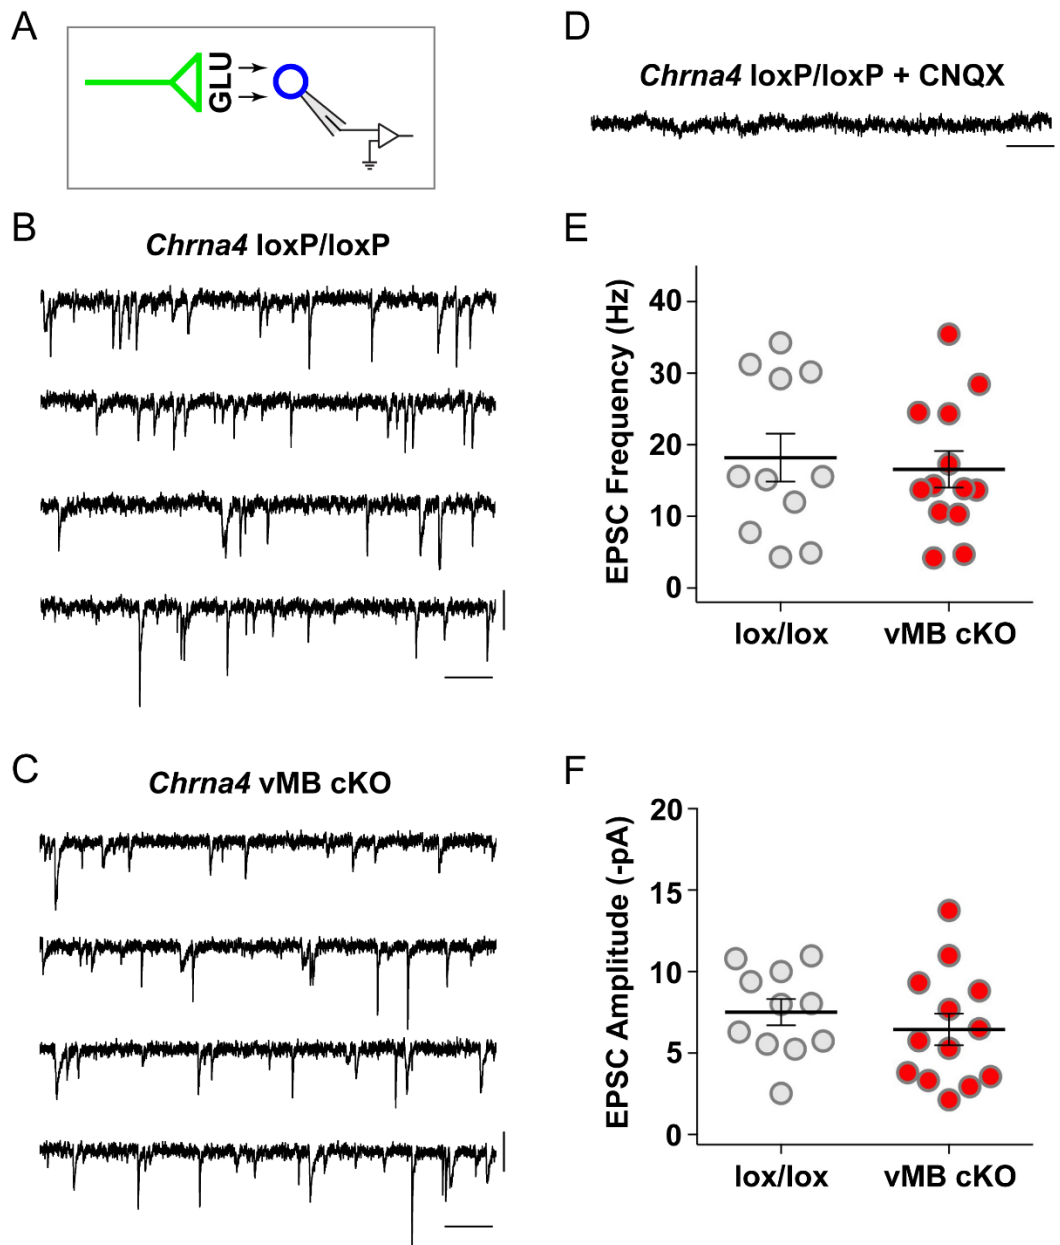 A
GLU
GLU
B
Chrna4 loxP/loxP
C
Chrna4 vMB cKO
D
Chrna4 loxP/loxP + CNQX
E
EPSC Frequency (Hz)
40
30
20
10
0
lox/lox vMB cKO
F
EPSC Amplitude (-pA)
20
15
10
5
0
lox/lox vMB cKO